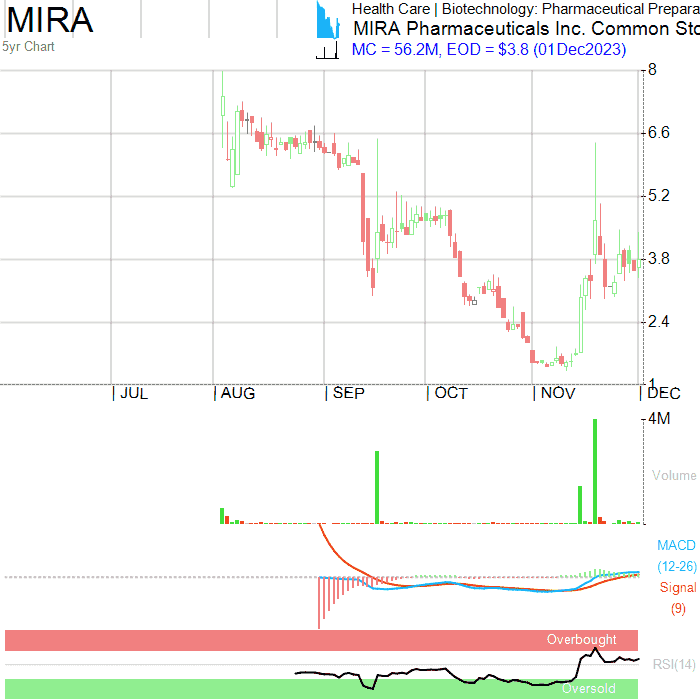 MIRA
5yr Chart
Health Care | Biotechnology: Pharmaceutical Prepara
MIRA Pharmaceuticals Inc. Common Sto
MC = 56.2M, EOD = $3.8 (01Dec2023)
8
6.6
5.2
3.8
2.4
1
JUL
AUG
SEP
OCT
NOV
DEC
4M
Volume
MACD
(12-26)
Signal
(9)
Overbought
RSI(14)
Oversold